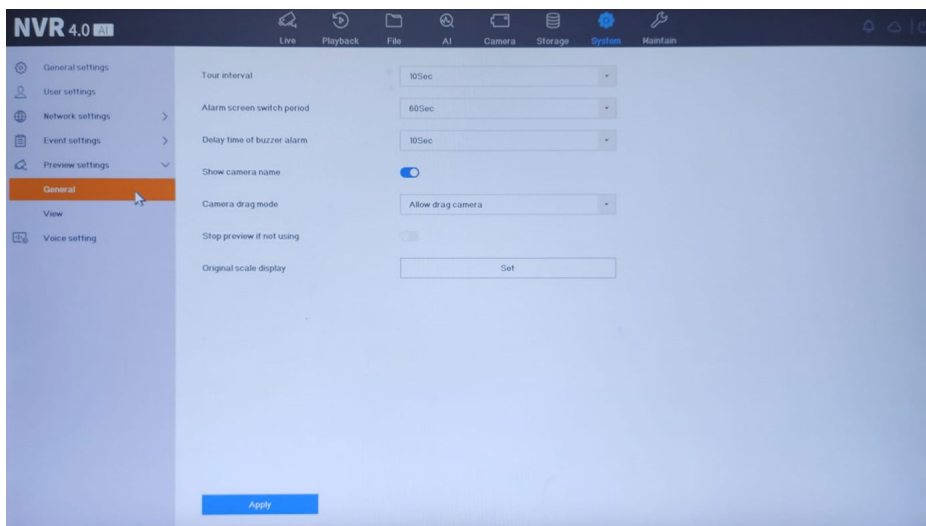 NVR 4.0 AI
Live Playback File AI Camera Storage System Maintain
General settings
User settings
Network settings
Event settings
Preview settings
General
View
Voice setting
Tour interval 10Sec
Alarm screen switch period 60Sec
Delay time of buzzer alarm 10Sec
Show camera name
Camera drag mode Allow drag camera
Stop preview if not using
Original scale display Set
Apply